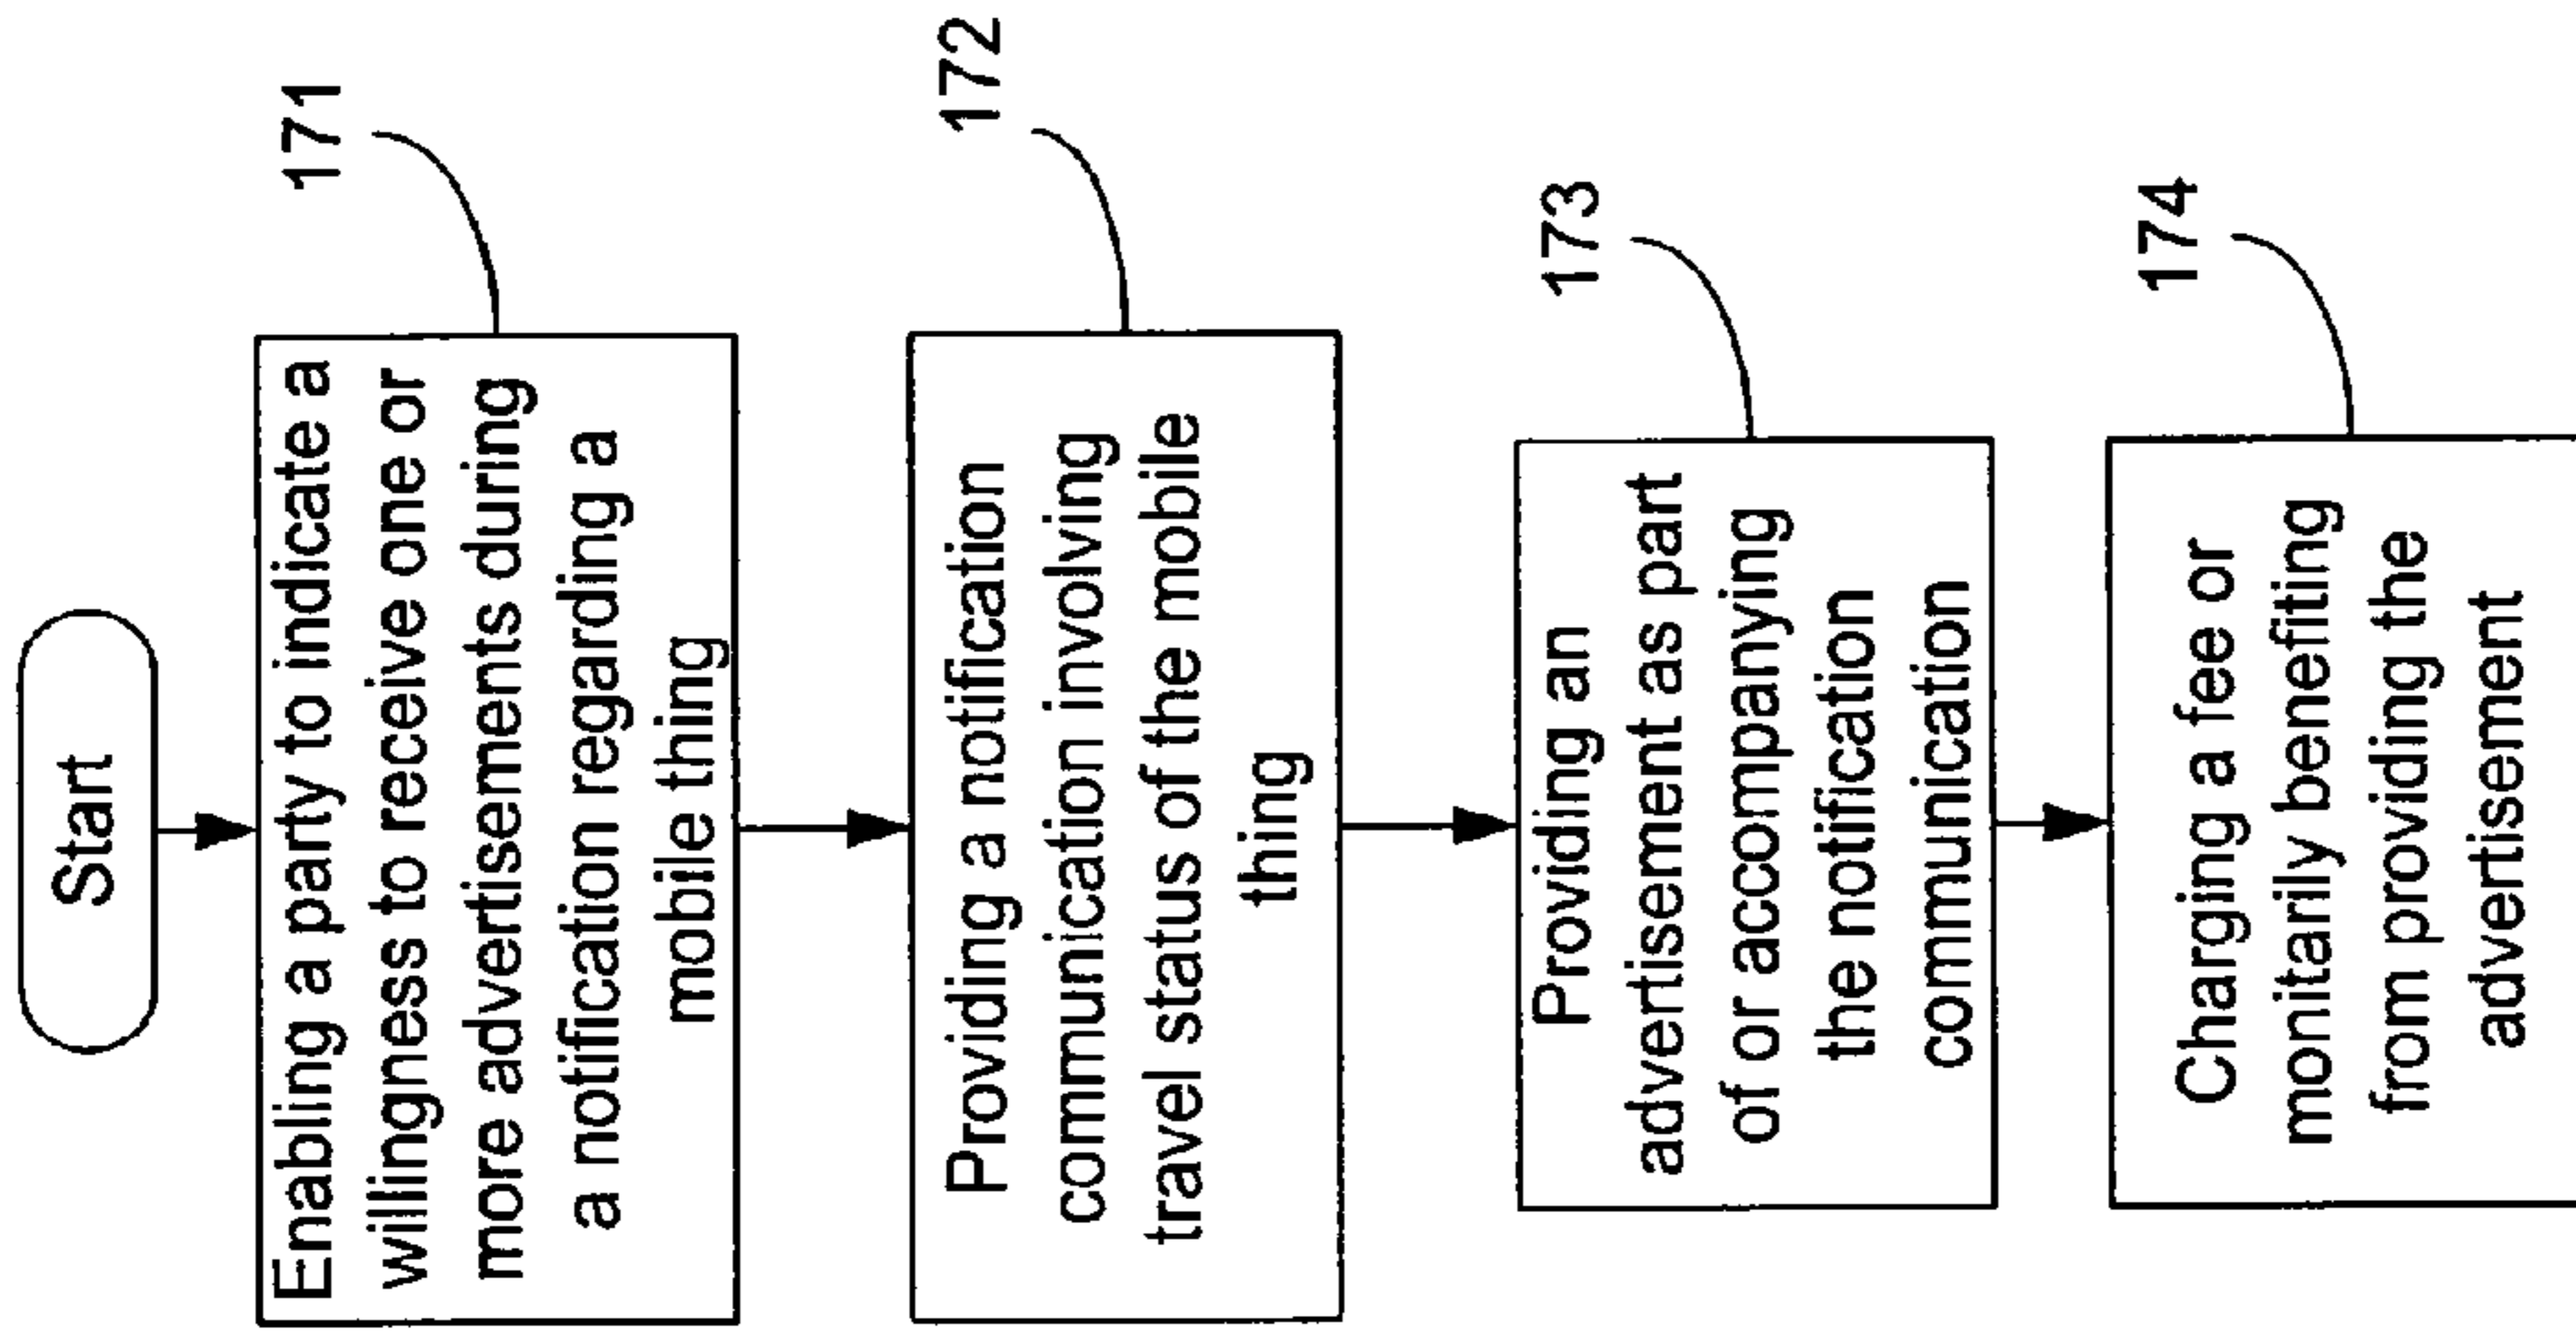 Start
Enabling a party to indicate a
willingness to receive one or
more advertisements during
a notification regarding a
mobile thing
171
Providing a notification
communication involving
travel status of the mobile
thing
172
Providing an
advertisement as part
of or accompanying
the notification
communication
173
Charging a fee or
monitarily benefiting
from providing the
advertisement
174